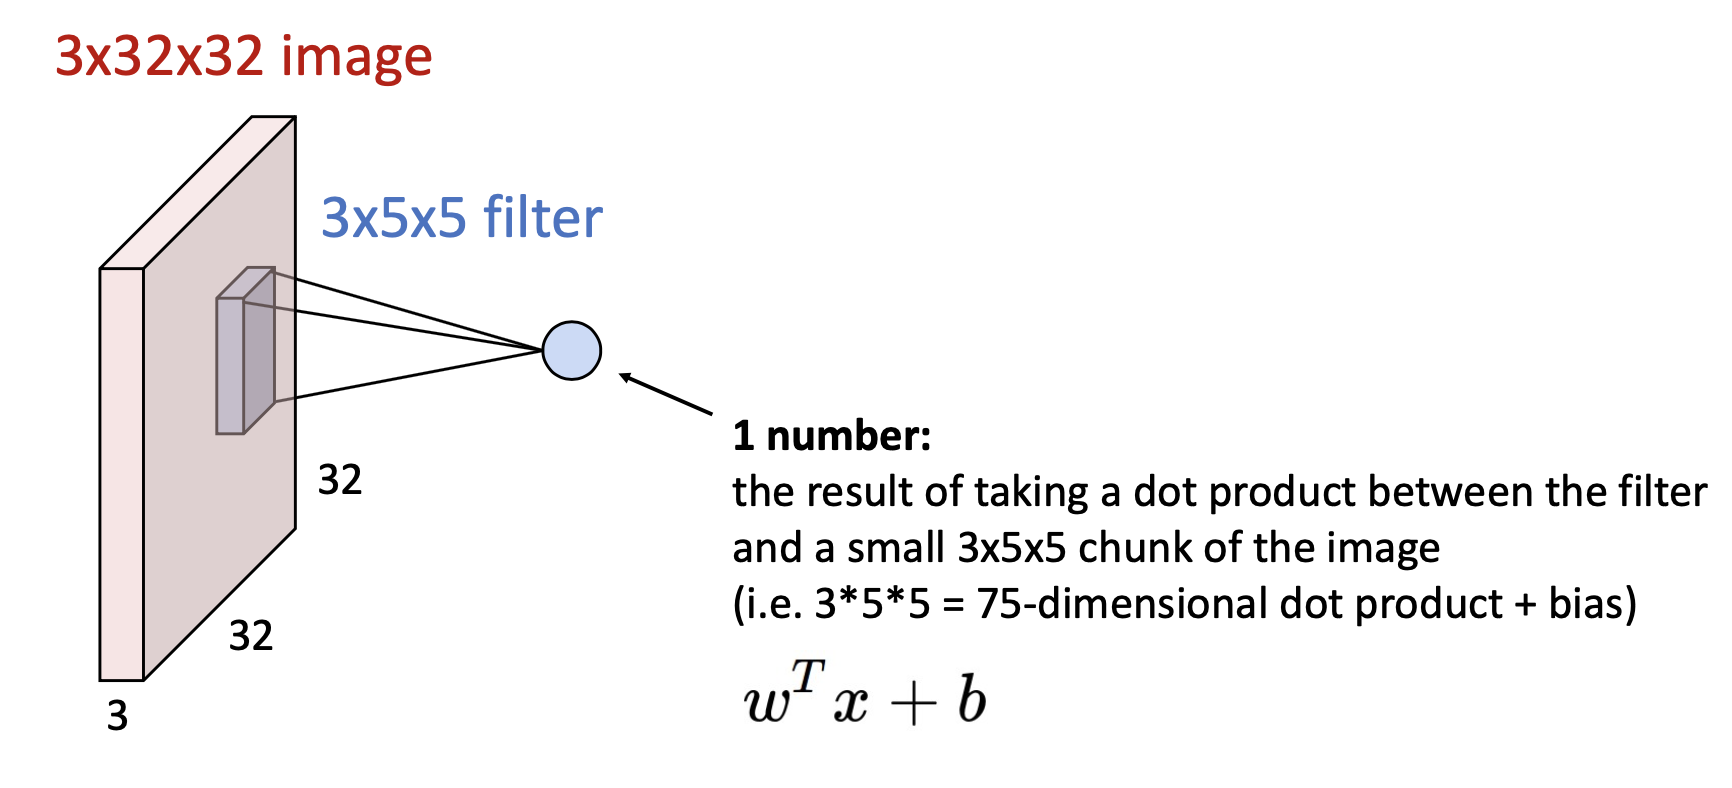 3x32x32 image
3x5x5 filter
32
32
3
1 number:
the result of taking a dot product between the filter
and a small 3x5x5 chunk of the image
(i.e. 3*5*5 = 75-dimensional dot product + bias)
w^T x + b